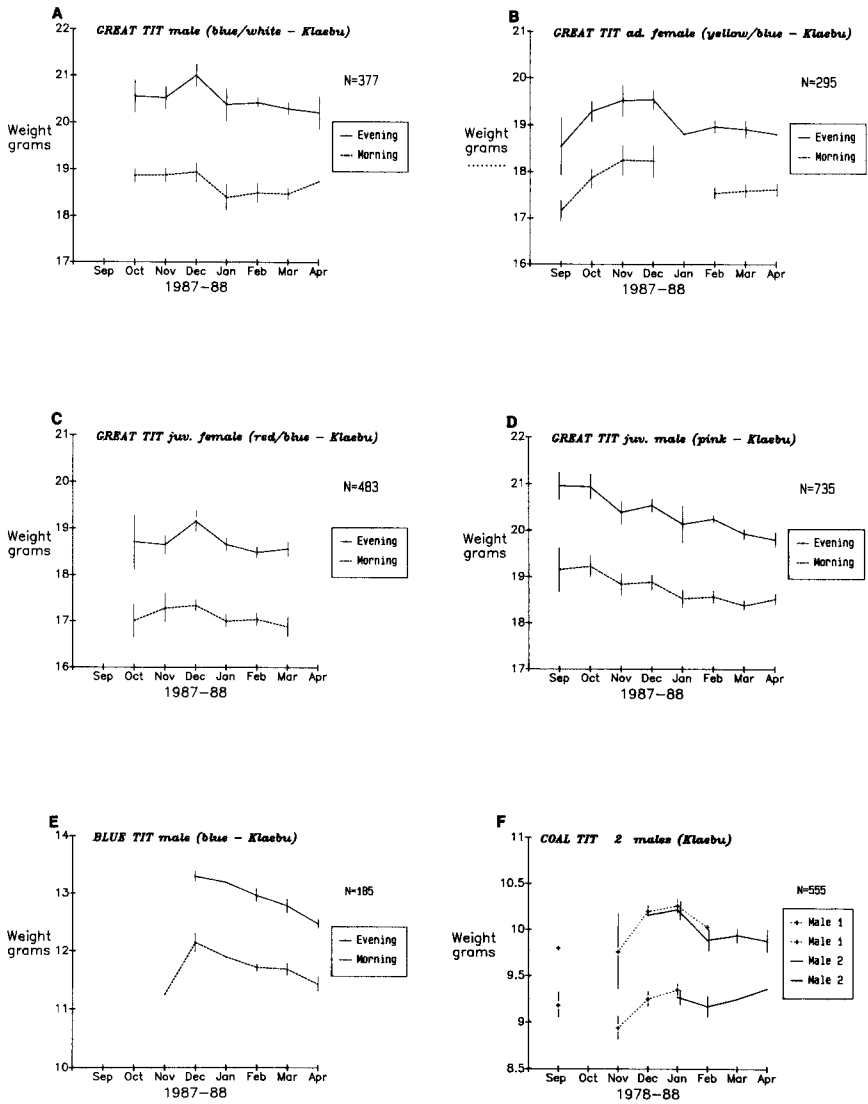 A
GREAT TIT male (blue/white - Klaebu)
22
21
20
19
18
17
Weight
grams
N=377
Evening
Morning
Sep Oct Nov Dec Jan Feb Mar Apr
1987-88
B
GREAT TIT ad. female (yellow/blue - Klaebu)
21
20
19
18
17
16
Weight
grams
N=295
Evening
Morning
Sep Oct Nov Dec Jan Feb Mar Apr
1987-88
C
GREAT TIT juv. female (red/blue - Klaebu)
21
20
19
18
17
16
Weight
grams
N=483
Evening
Morning
Sep Oct Nov Dec Jan Feb Mar Apr
1987-88
D
GREAT TIT juv. male (pink - Klaebu)
22
21
20
19
18
17
N=735
Evening
Morning
Sep Oct Nov Dec Jan Feb Mar Apr
1987-88
E
BLUE TIT male (blue - Klaebu)
14
13
12
11
10
Weight
grams
N=185
Evening
Morning
Sep Oct Nov Dec Jan Feb Mar Apr
1987-88
F
COAL TIT 2 males (Klaebu)
11
10.5
10
9.5
9
8.5
N=555
Male 1
Male 1
Male 2
Male 2
Sep Oct Nov Dec Jan Feb Mar Apr
1978-88